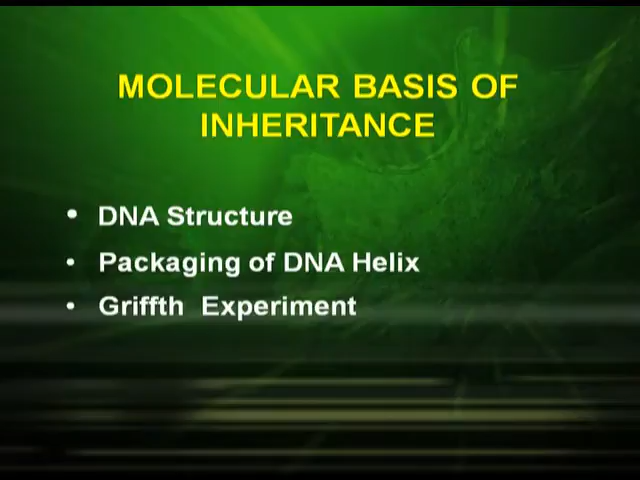 MOLECULAR BASIS OF
INHERITANCE
• DNA Structure
• Packaging of DNA Helix
• Griffth Experiment